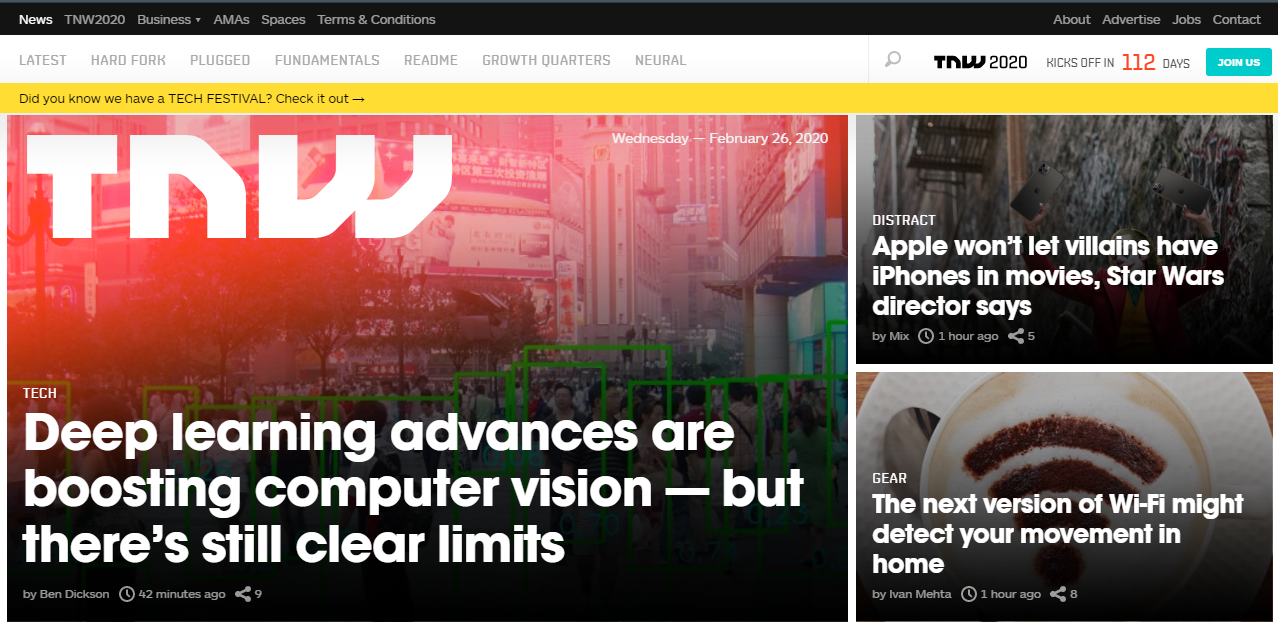 News TNW2020 Business AMAs Spaces Terms & Conditions About Advertise Jobs Contact
LATEST HARD FORK PLUGGED FUNDAMENTALS README GROWTH QUARTERS NEURAL TNW 2020 KICKS OFF IN 112 DAYS JOIN US
Did you know we have a TECH FESTIVAL? Check it out →
TNW
Wednesday — February 26, 2020
TECH
Deep learning advances are
boosting computer vision — but
there's still clear limits
by Ben Dickson 42 minutes ago 9
DISTRACT
Apple won't let villains have
iPhones in movies, Star Wars
director says
by Mix 1 hour ago 5
GEAR
The next version of Wi-Fi might
detect your movement in
home
by Ivan Mehta 1 hour ago 8